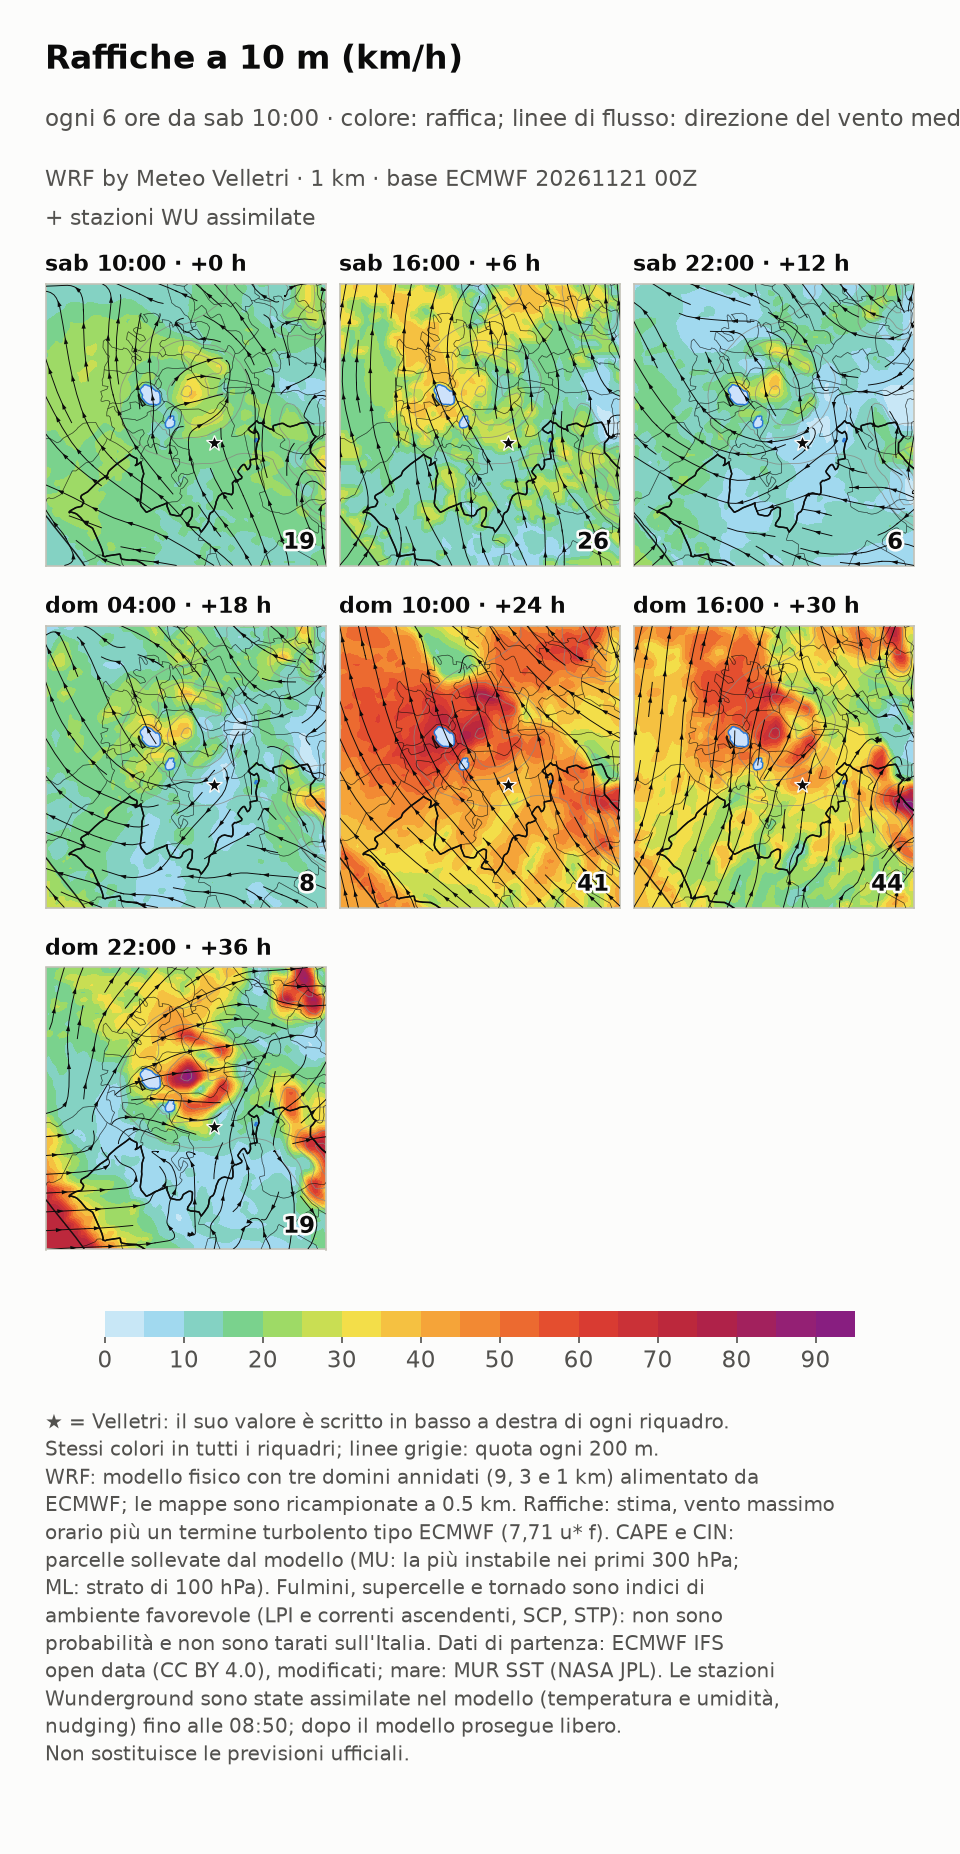 Raffiche a 10 m (km/h)
ogni 6 ore da sab 10:00 · colore: raffica; linee di flusso: direzione del vento med
WRF by Meteo Velletri · 1 km · base ECMWF 20261121 00Z
+ stazioni WU assimilate
sab 10:00 · +0 h
sab 16:00 · +6 h
sab 22:00 · +12 h
19
26
6
dom 04:00 · +18 h
dom 10:00 · +24 h
dom 16:00 · +30 h
8
41
44
dom 22:00 · +36 h
19
0 10 20 30 40 50 60 70 80 90
★ = Velletri: il suo valore è scritto in basso a destra di ogni riquadro.
Stessi colori in tutti i riquadri; linee grigie: quota ogni 200 m.
WRF: modello fisico con tre domini annidati (9, 3 e 1 km) alimentato da
ECMWF; le mappe sono ricampionate a 0.5 km. Raffiche: stima, vento massimo
orario più un termine turbolento tipo ECMWF (7,71 u* f). CAPE e CIN:
parcelle sollevate dal modello (MU: la più instabile nei primi 300 hPa;
ML: strato di 100 hPa). Fulmini, supercelle e tornado sono indici di
ambiente favorevole (LPI e correnti ascendenti, SCP, STP): non sono
probabilità e non sono tarati sull'Italia. Dati di partenza: ECMWF IFS
open data (CC BY 4.0), modificati; mare: MUR SST (NASA JPL). Le stazioni
Wunderground sono state assimilate nel modello (temperatura e umidità,
nudging) fino alle 08:50; dopo il modello prosegue libero.
Non sostituisce le previsioni ufficiali.